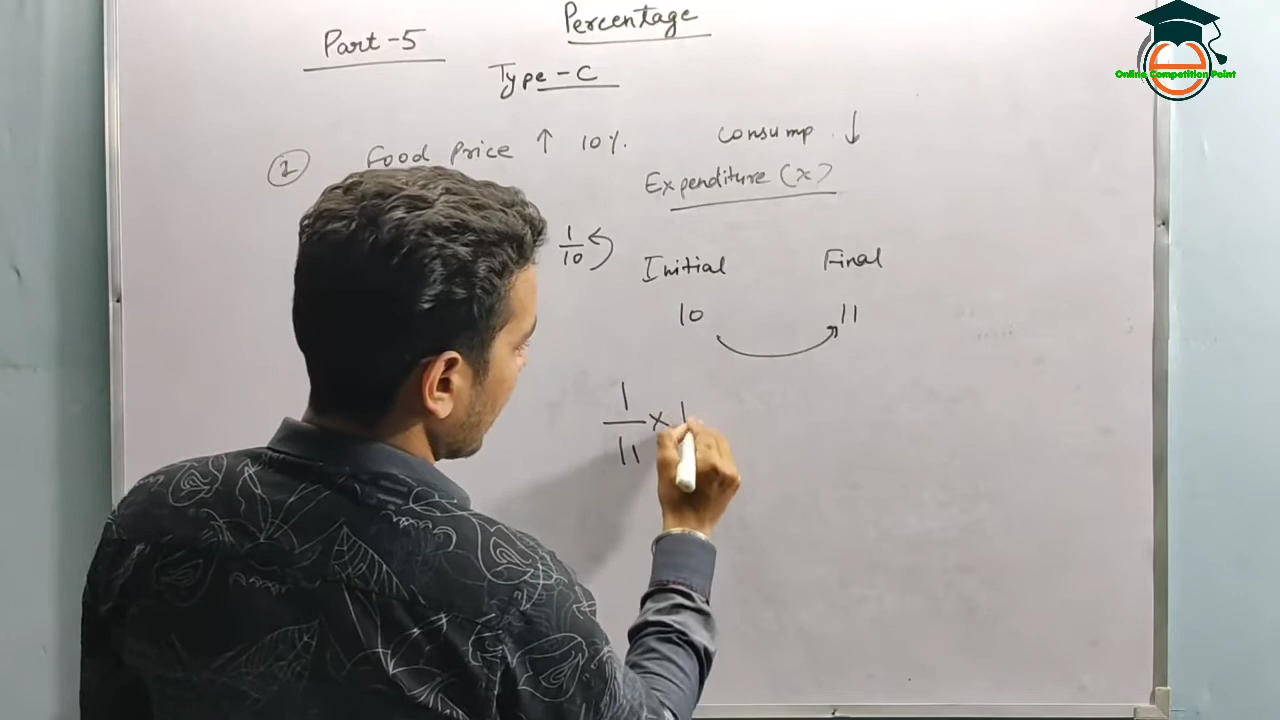 Percentage
Part-5
Type-C
Online Competition Point
② Food Price ↑ 10%. Consump. ↓
Expenditure (x)
1/10
Initial Final
10 11
1/11 × 1